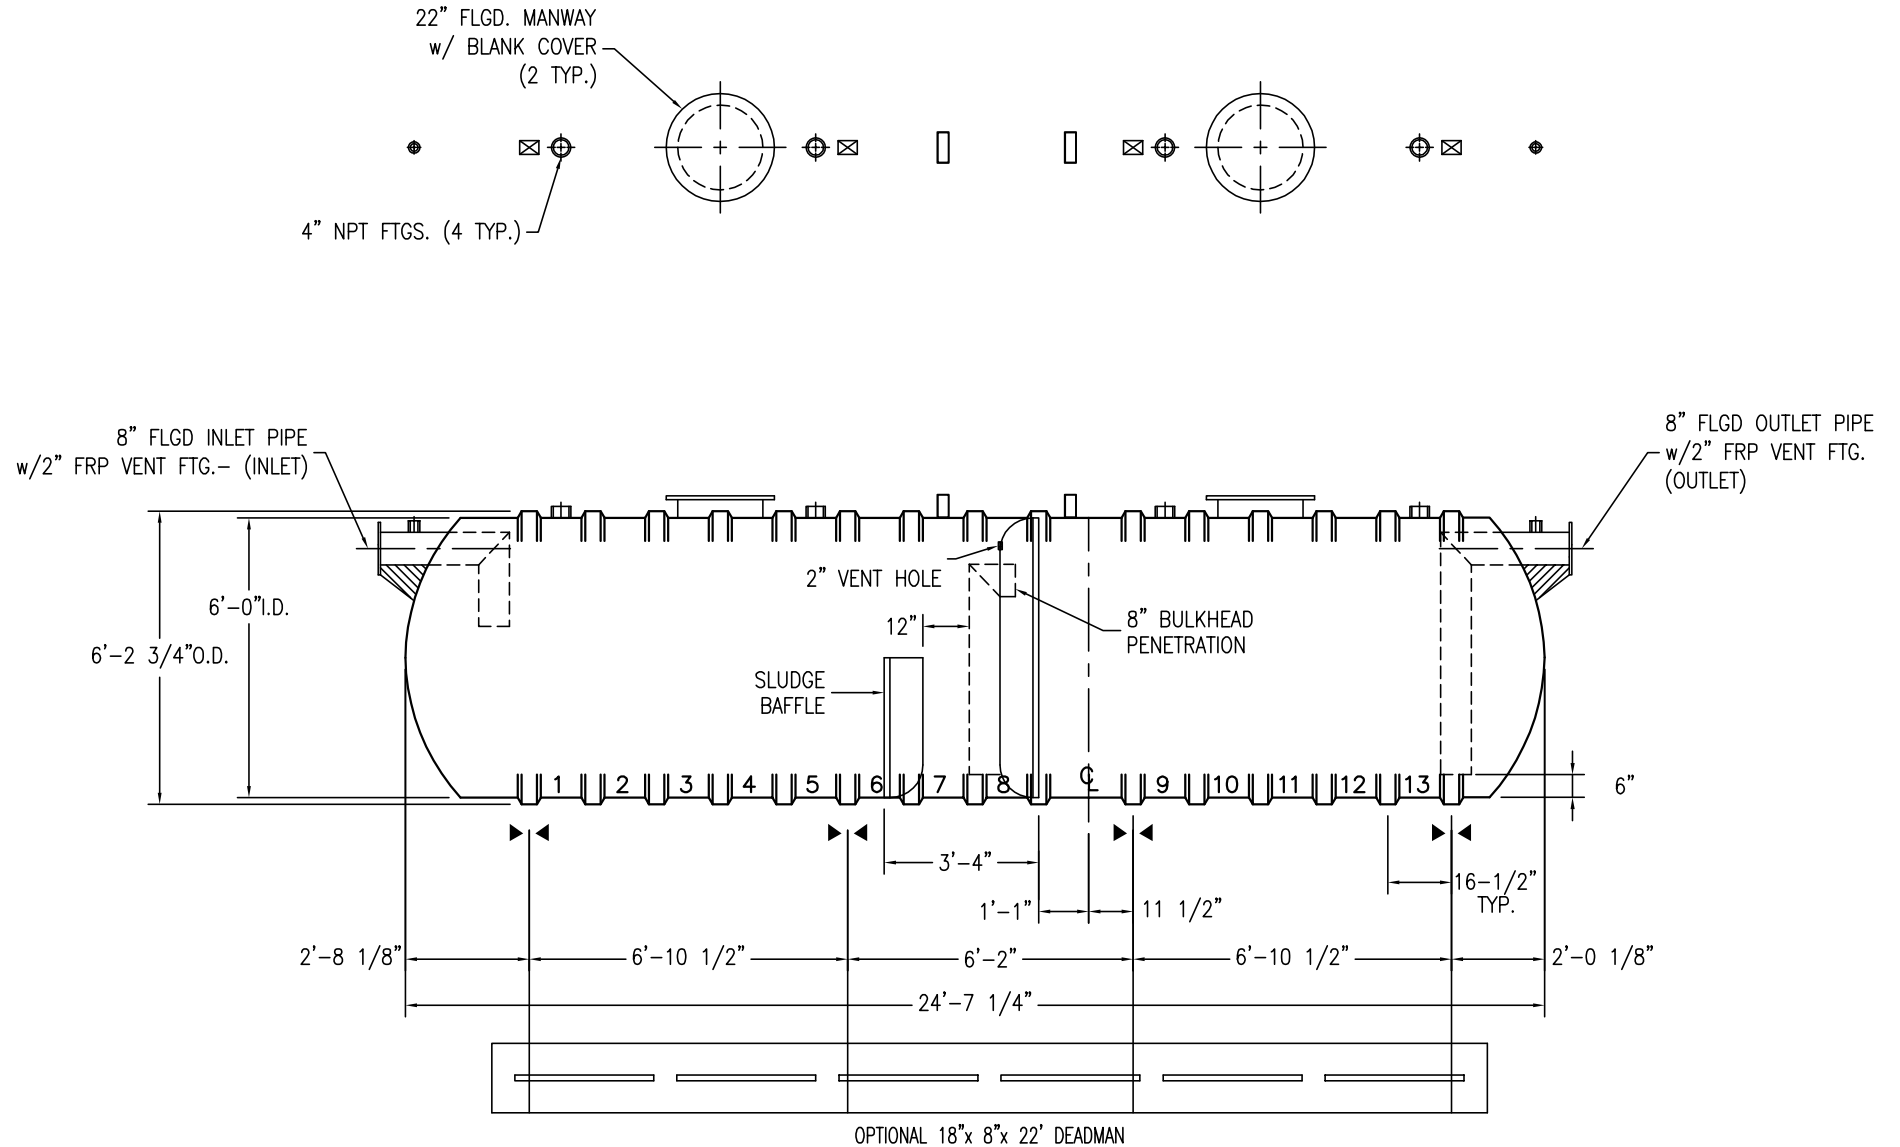 22” FLGD. MANWAY
w/ BLANK COVER
(2 TYP.)
4” NPT FTGS. (4 TYP.)
8” FLGD INLET PIPE
w/2” FRP VENT FTG.– (INLET)
8” FLGD OUTLET PIPE
w/2” FRP VENT FTG.
(OUTLET)
2” VENT HOLE
6’–0”I.D.
12”
8” BULKHEAD
PENETRATION
6’–2 3/4”O.D.
SLUDGE
BAFFLE
1 2 3 4 5 6 7 8 CL 9 10 11 12 13
6”
3’–4”
16–1/2”
TYP.
1’–1”
11 1/2”
2’–8 1/8”
6’–10 1/2”
6’–2”
6’–10 1/2”
2’–0 1/8”
24’–7 1/4”
OPTIONAL 18”x 8”x 22’ DEADMAN